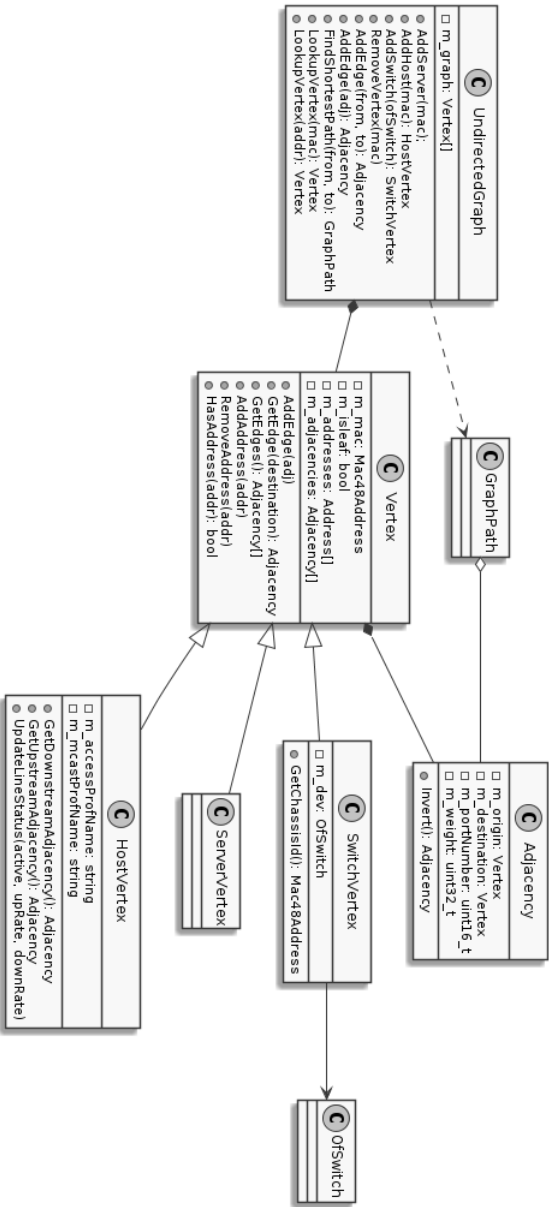 C UndirectedGraph
m_graph: Vertex[]
AddServer(mac);
AddHost(mac): HostVertex
AddSwitch(ofSwitch): SwitchVertex
RemoveVertex(mac)
AddEdge(from, to): Adjacency
AddEdge(adj): Adjacency
FindShortestPath(from, to): GraphPath
LookupVertex(mac): Vertex
LookupVertex(addr): Vertex
C GraphPath
C Vertex
m_mac: Mac48Address
m_isleaf: bool
m_addresses: Address[]
m_adjacencies: Adjacency[]
AddEdge(adj)
GetEdge(destination): Adjacency
GetEdges(): Adjacency[]
AddAddress(addr)
RemoveAddress(addr)
HasAddress(addr): bool
C Adjacency
m_origin: Vertex
m_destination: Vertex
m_portNumber: uint16_t
m_weight: uint32_t
Invert(): Adjacency
C SwitchVertex
m_dev: OfSwitch
GetChassisId(): Mac48Address
C ServerVertex
C HostVertex
m_accessProfName: string
m_mcastProfName: string
GetDownstreamAdjacency(): Adjacency
GetUpstreamAdjacency(): Adjacency
UpdateLineStatus(active, upRate, downRate)
C OfSwitch